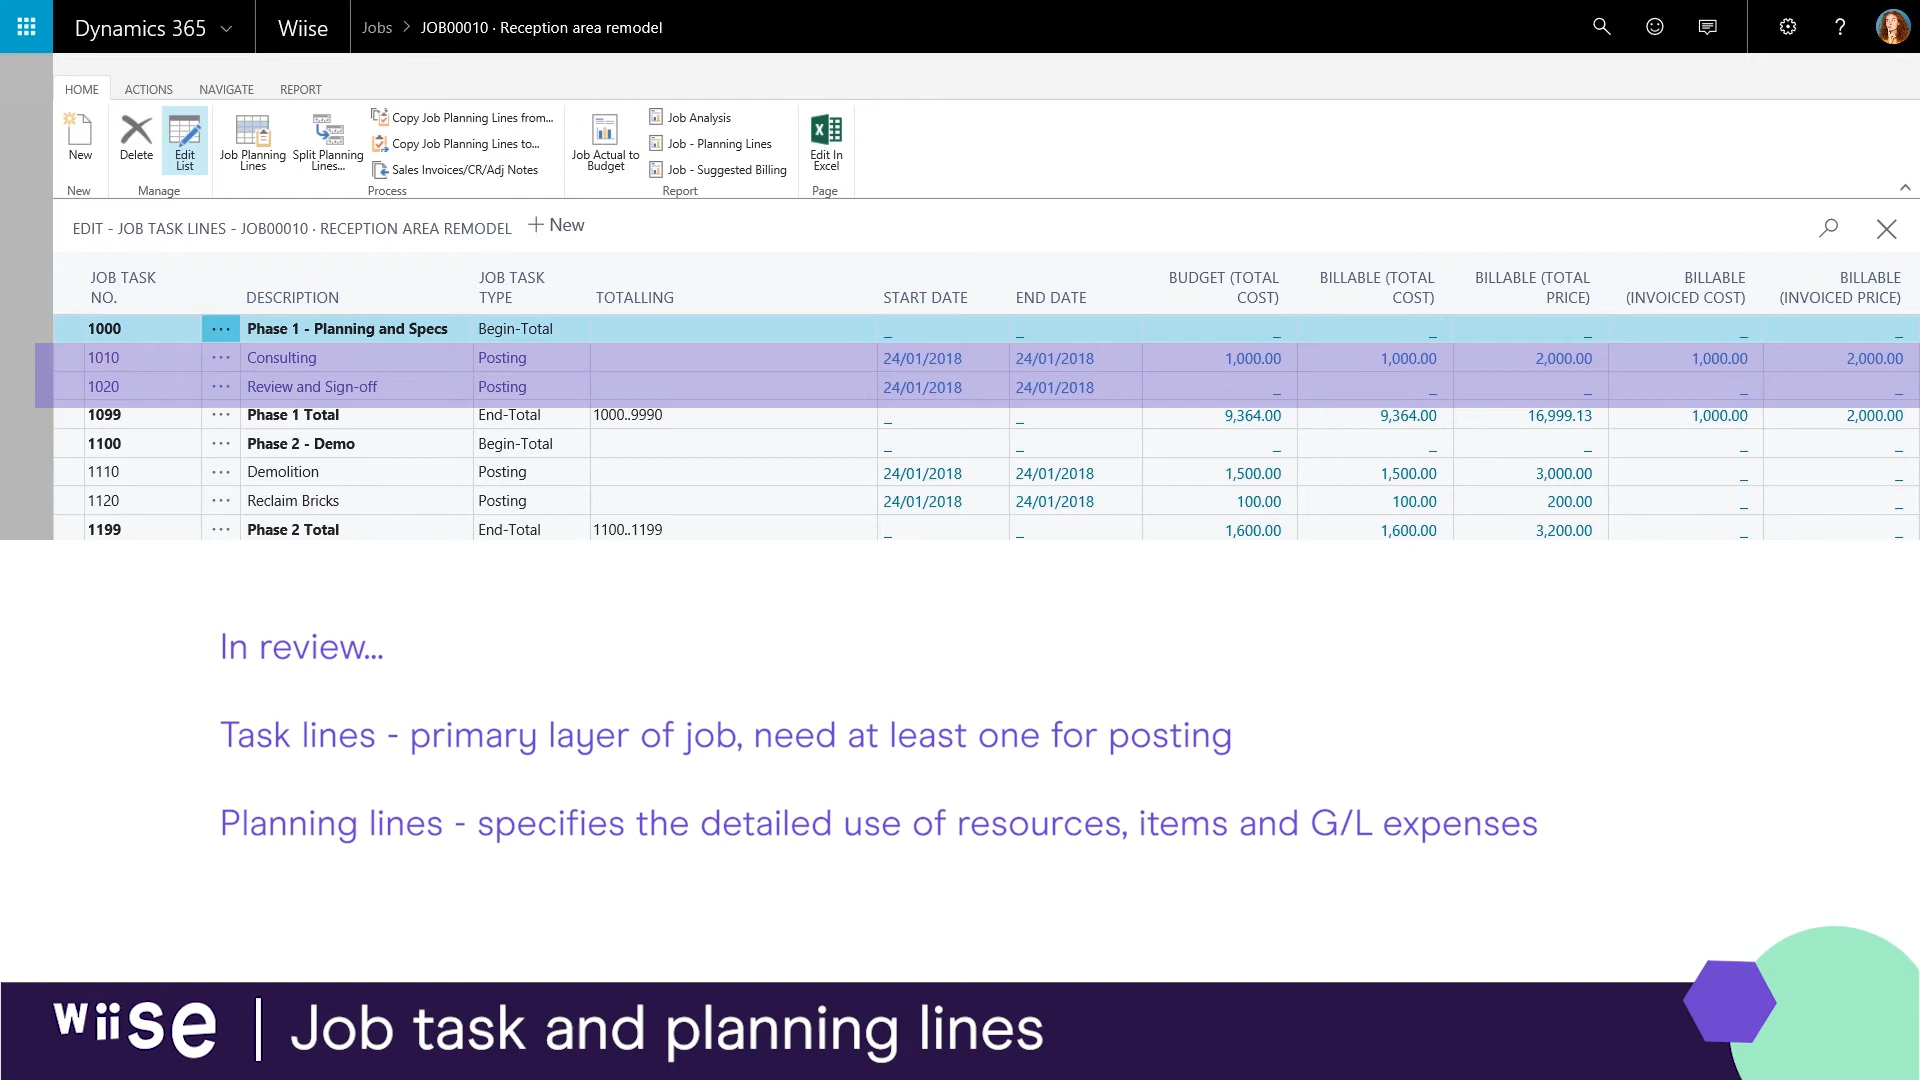 Dynamics 365 Wiise Jobs > JOB00010 · Reception area remodel ?
HOME ACTIONS NAVIGATE REPORT
New Delete Edit List Job Planning Lines Split Planning Lines... Job Actual to Budget Edit In Excel
Copy Job Planning Lines from...
Copy Job Planning Lines to...
Sales Invoices/CR/Adj Notes
Job Analysis
Job - Planning Lines
Job - Suggested Billing
New Manage Process Report Page
EDIT - JOB TASK LINES - JOB00010 · RECEPTION AREA REMODEL + New
JOB TASK NO. DESCRIPTION JOB TASK TYPE TOTALLING START DATE END DATE BUDGET (TOTAL COST) BILLABLE (TOTAL COST) BILLABLE (TOTAL PRICE) BILLABLE (INVOICED COST) BILLABLE (INVOICED PRICE)
1000 ··· Phase 1 - Planning and Specs Begin-Total _ _ _ _ _ _ _
1010 ··· Consulting Posting 24/01/2018 24/01/2018 1,000.00 1,000.00 2,000.00 1,000.00 2,000.00
1020 ··· Review and Sign-off Posting 24/01/2018 24/01/2018 _ _ _ _ _
1099 ··· Phase 1 Total End-Total 1000..9990 _ _ 9,364.00 9,364.00 16,999.13 1,000.00 2,000.00
1100 ··· Phase 2 - Demo Begin-Total _ _ _ _ _ _ _
1110 ··· Demolition Posting 24/01/2018 24/01/2018 1,500.00 1,500.00 3,000.00 _ _
1120 ··· Reclaim Bricks Posting 24/01/2018 24/01/2018 100.00 100.00 200.00 _ _
1199 ··· Phase 2 Total End-Total 1100..1199 _ _ 1,600.00 1,600.00 3,200.00 _ _
In review...
Task lines - primary layer of job, need at least one for posting
Planning lines - specifies the detailed use of resources, items and G/L expenses
wiise | Job task and planning lines